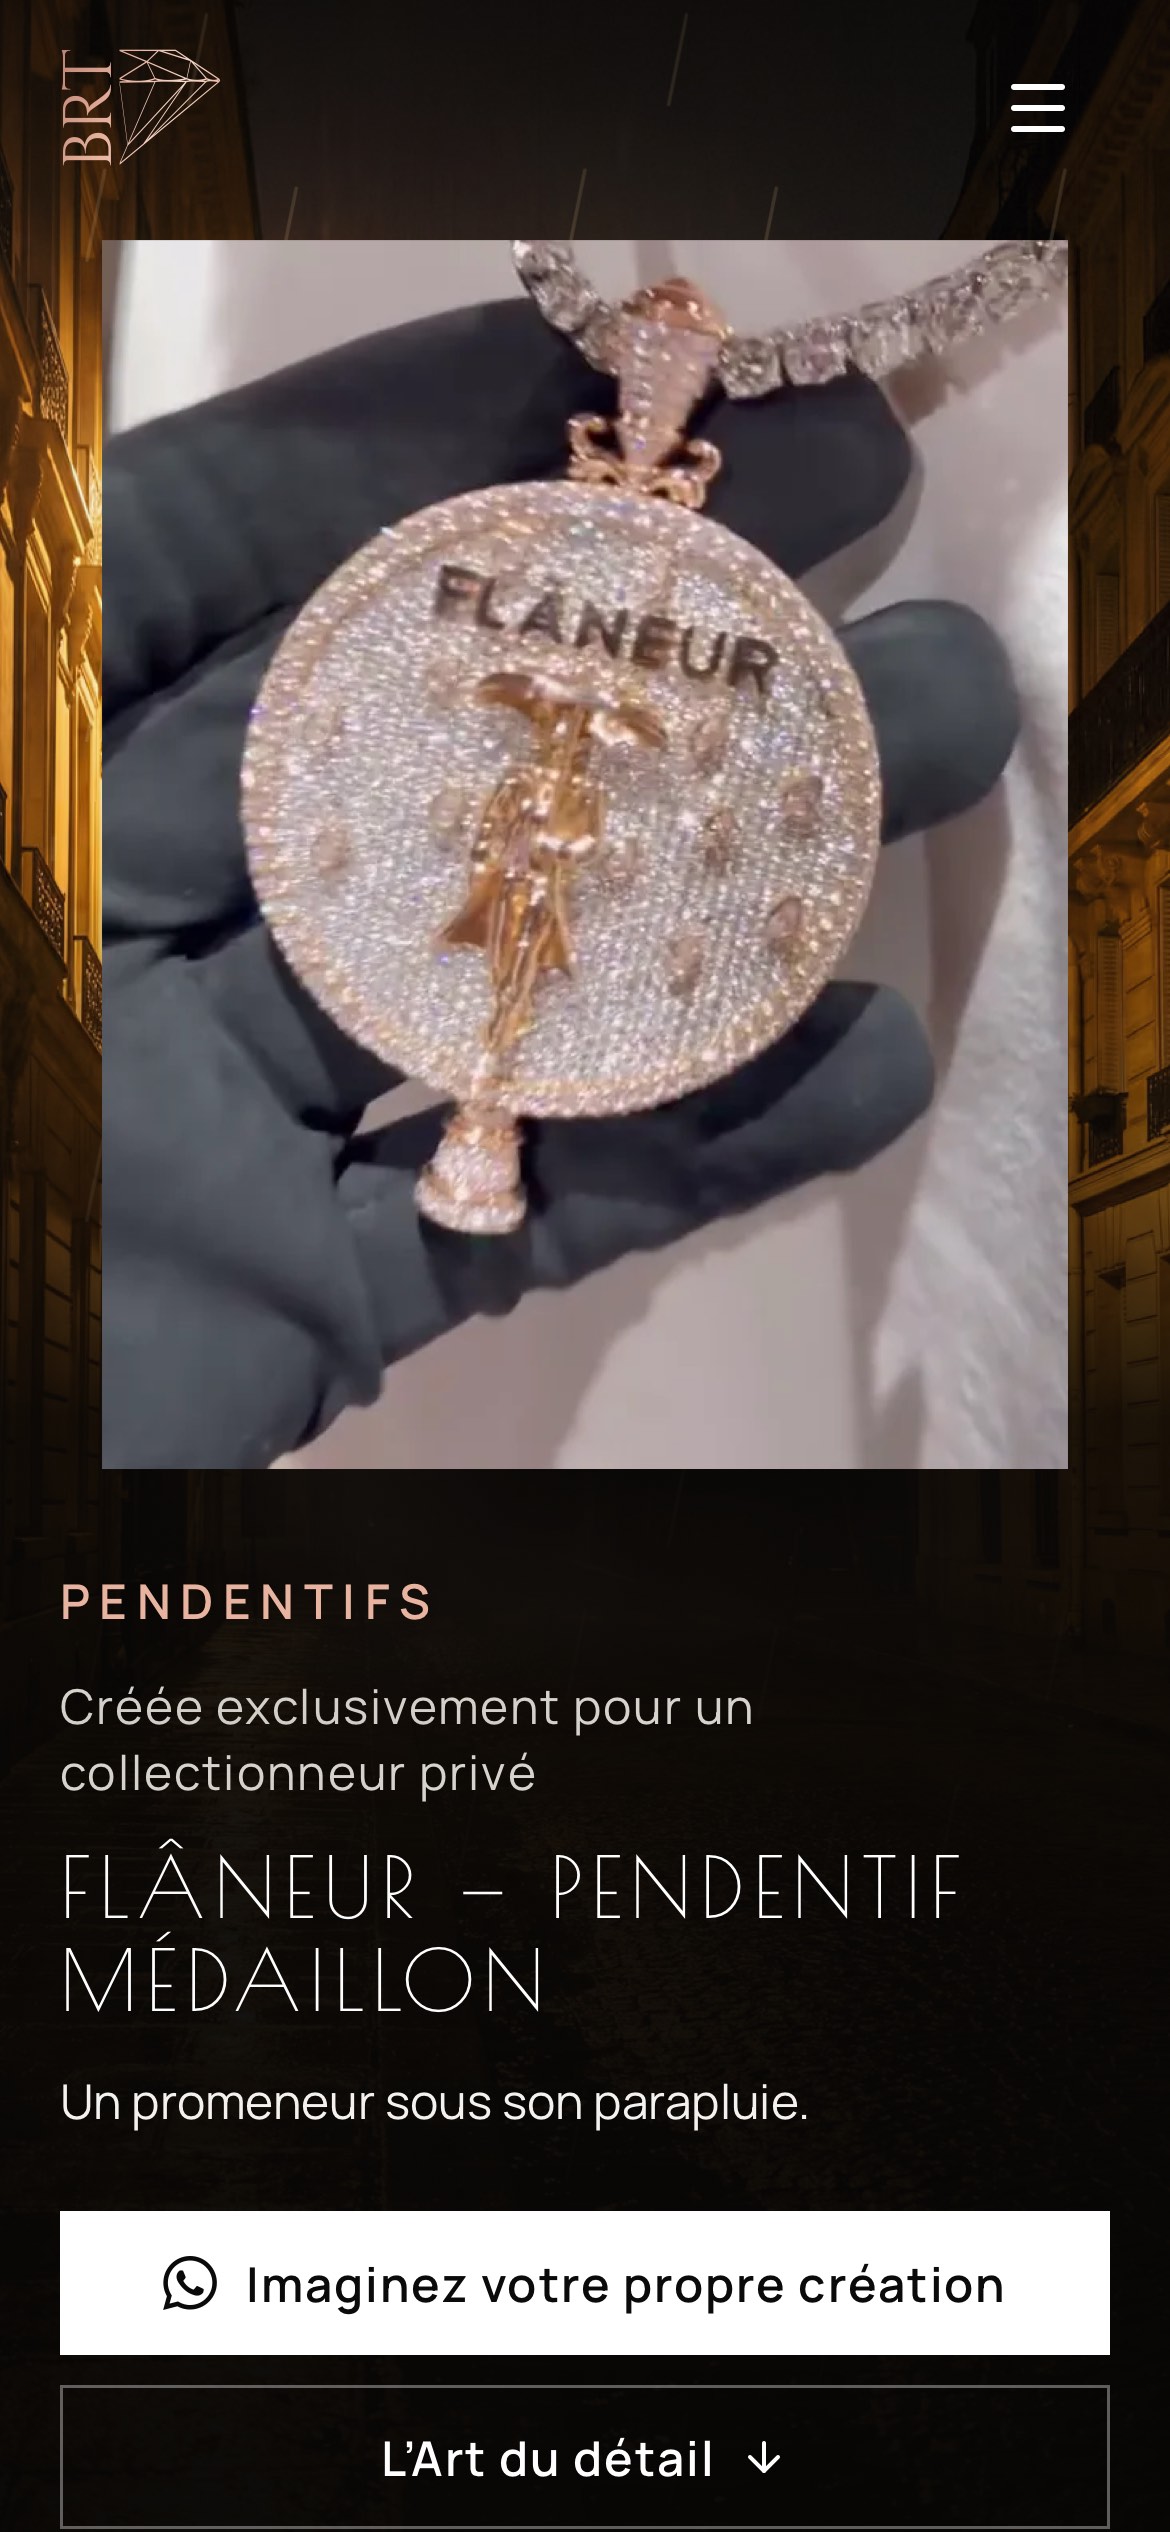 BRT
FLÂNEUR
PENDENTIFS
Créée exclusivement pour un
collectionneur privé
FLÂNEUR – PENDENTIF
MÉDAILLON
Un promeneur sous son parapluie.
Imaginez votre propre création
L’Art du détail ↓